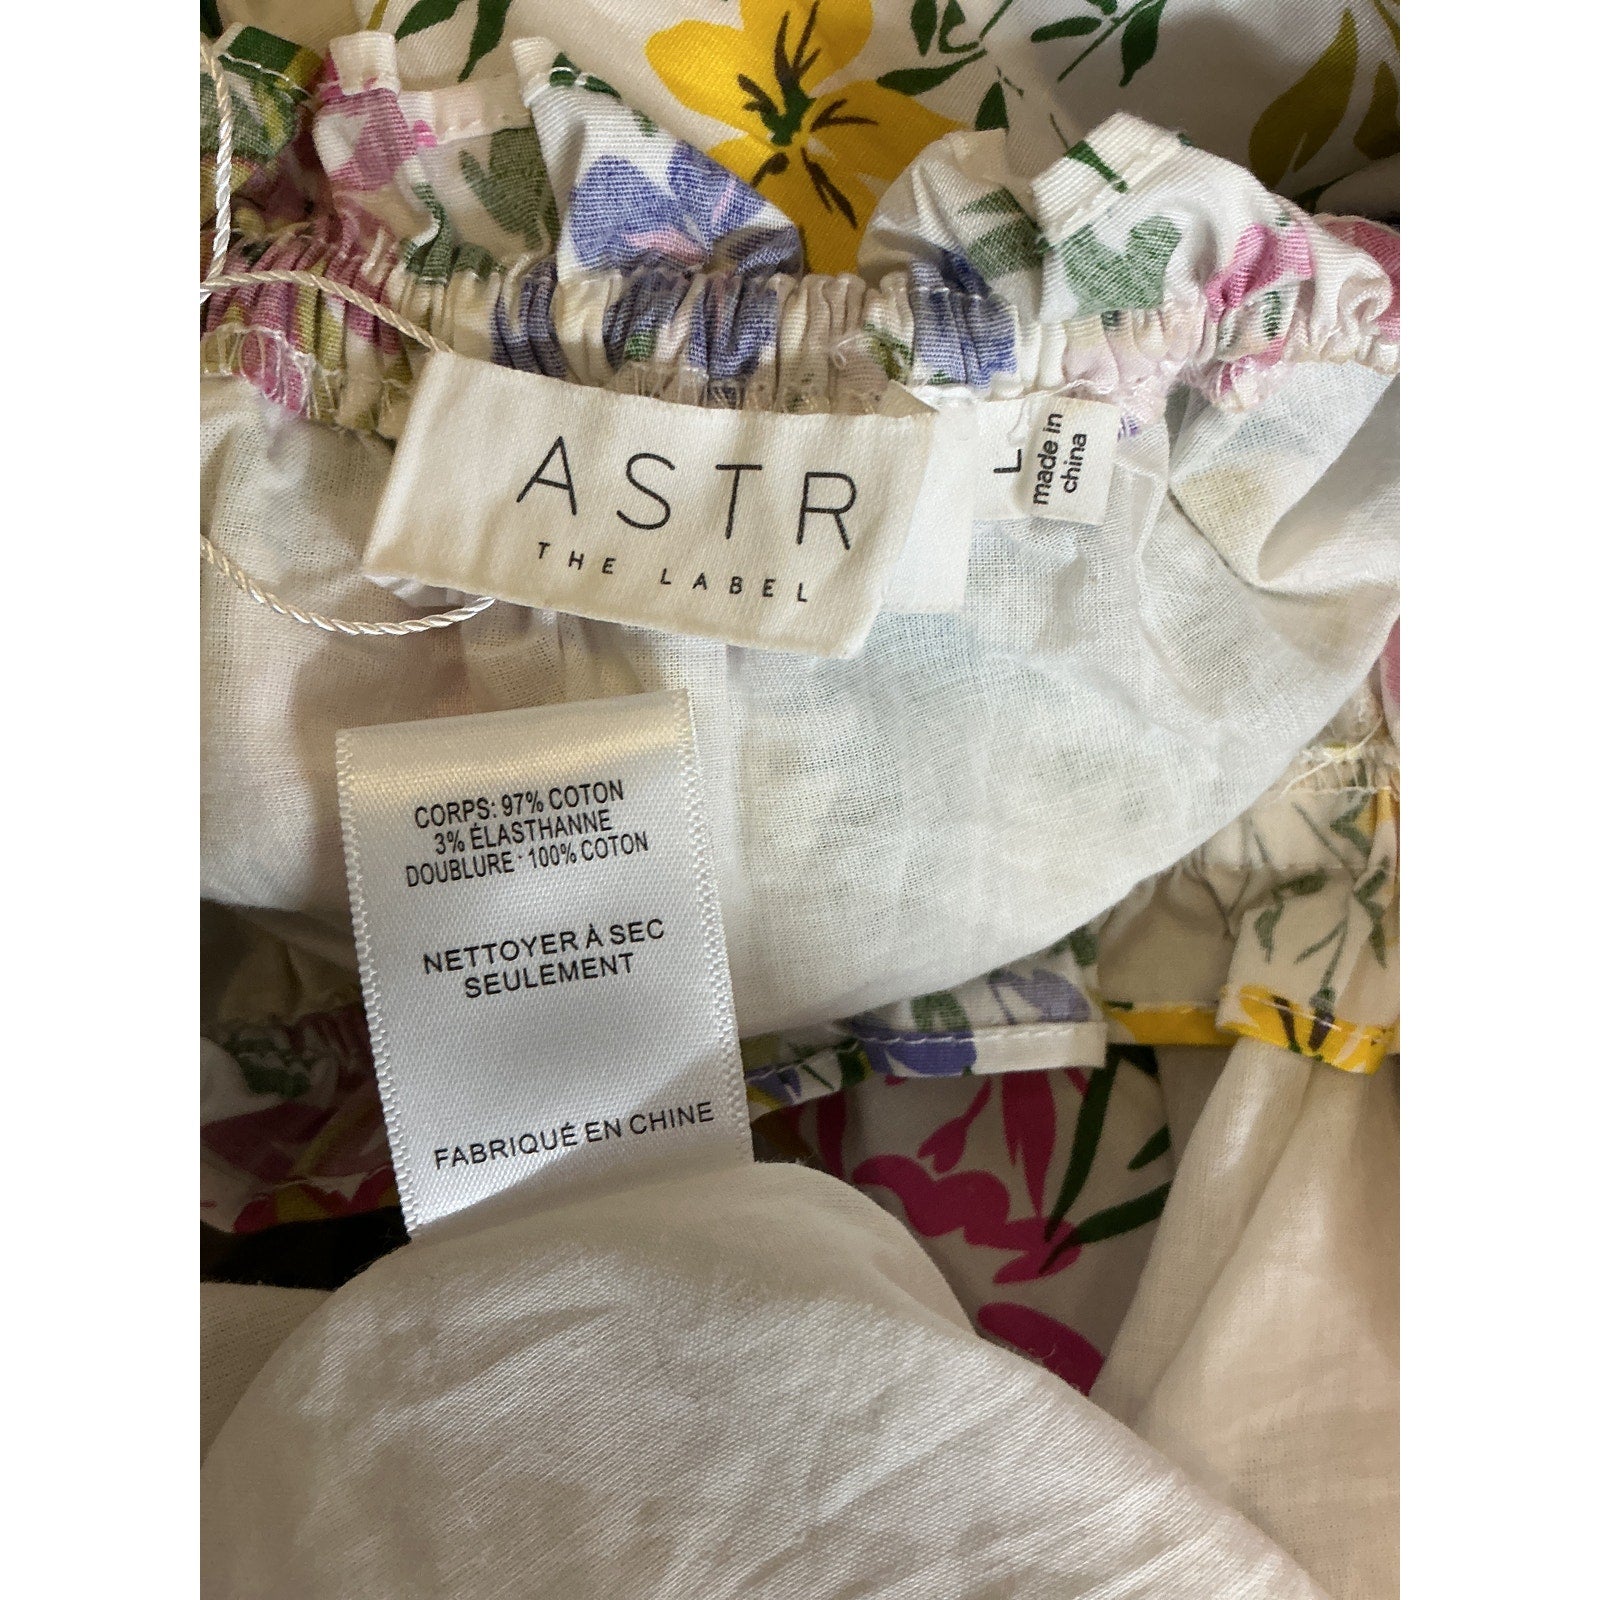 ASTR
THE LABEL
L
made in
china
CORPS: 97% COTON
3% ÉLASTHANNE
DOUBLURE: 100% COTON
NETTOYER À SEC
SEULEMENT
FABRIQUÉ EN CHINE